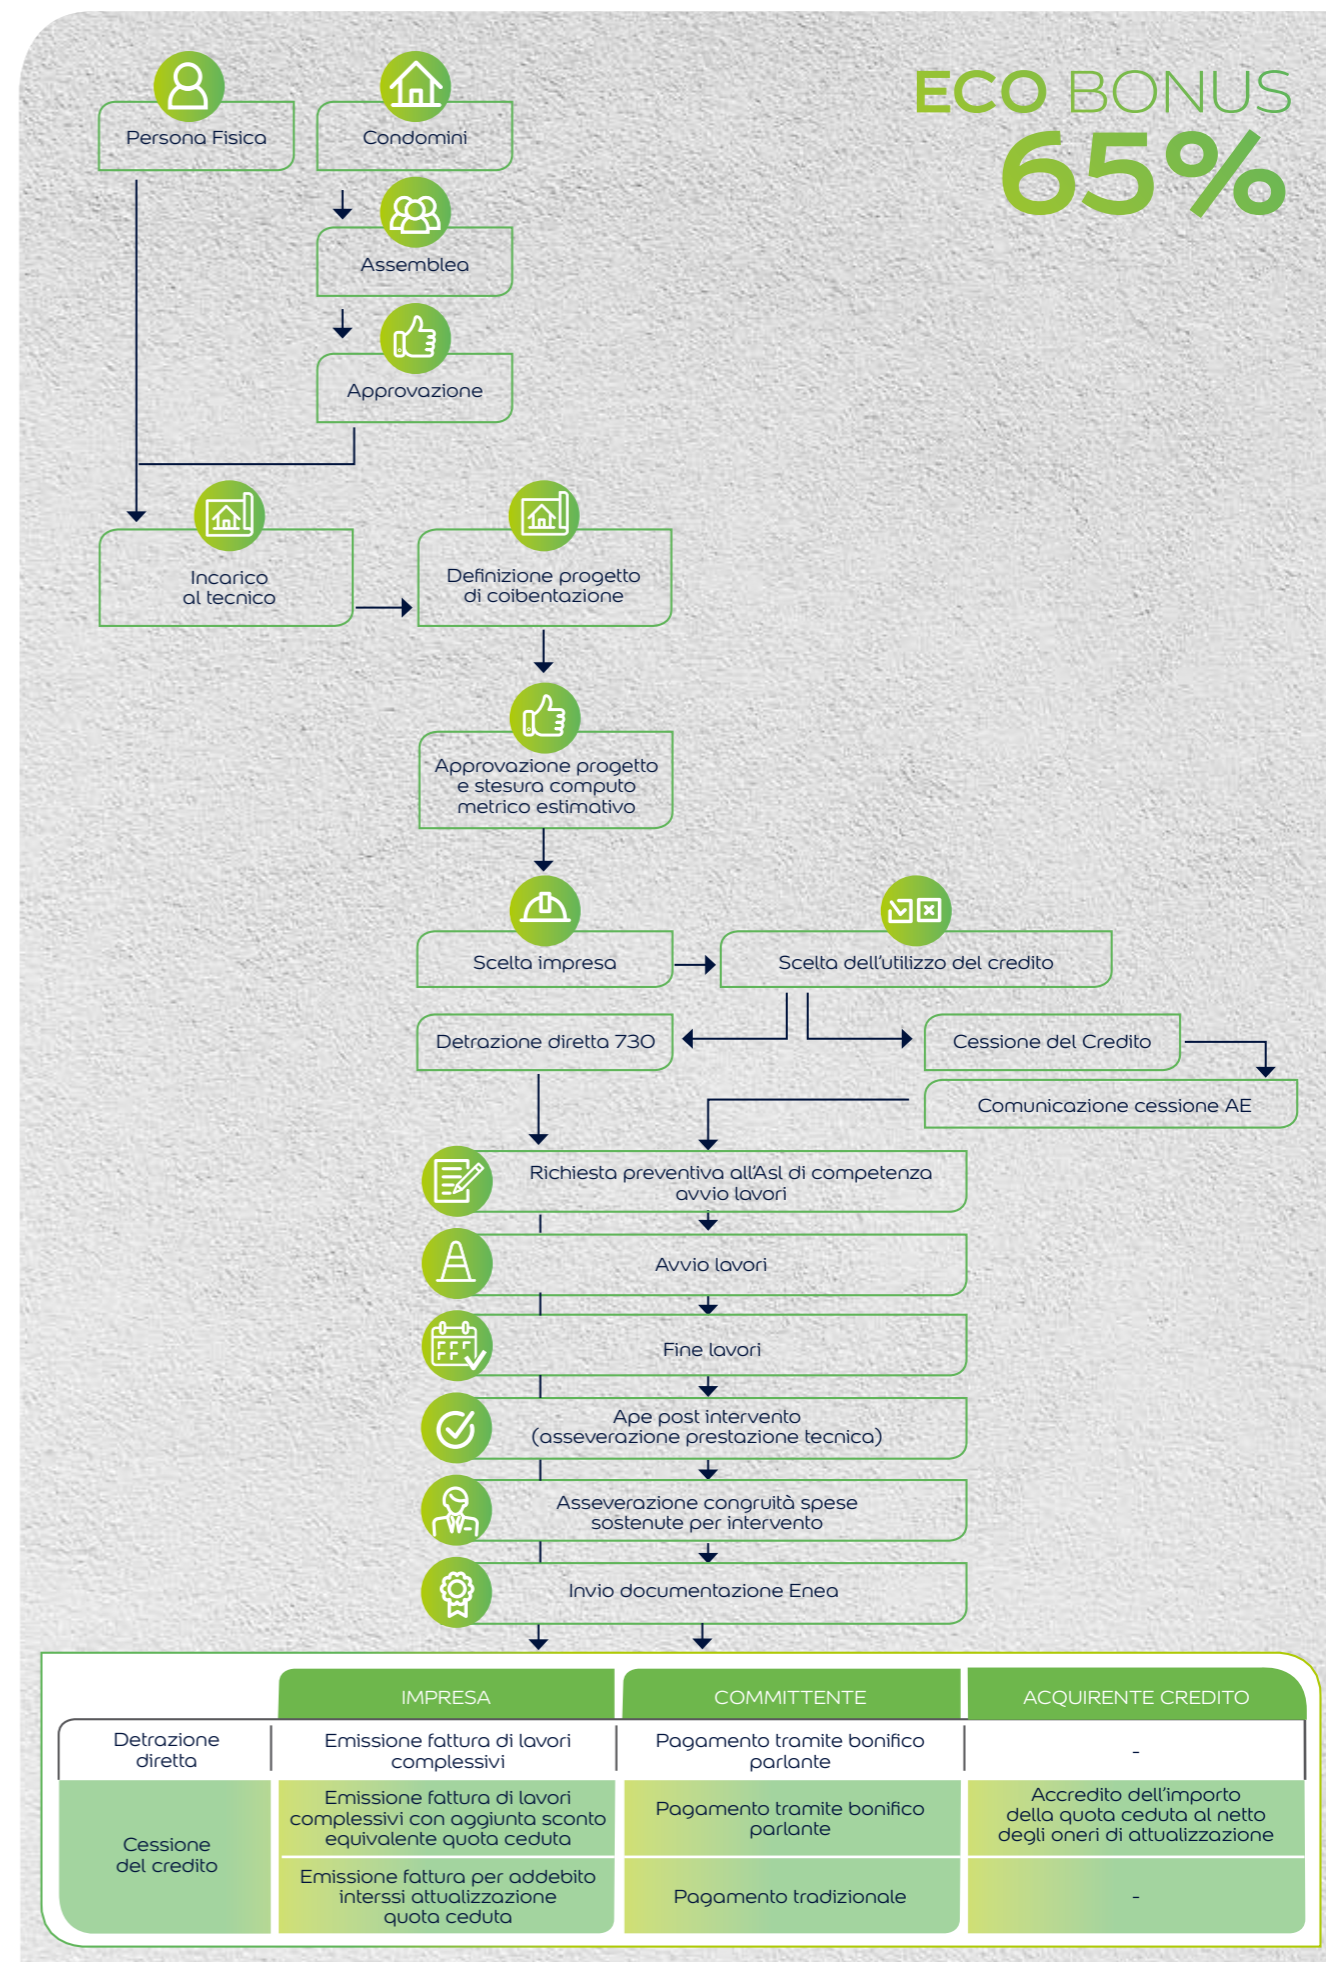 ECO BONUS
65%
Persona Fisica
Condomini
Assemblea
Approvazione
Incarico
al tecnico
Definizione progetto
di coibentazione
Approvazione progetto
e stesura computo
metrico estimativo
Scelta impresa
Scelta dell'utilizzo del credito
Detrazione diretta 730
Cessione del Credito
Comunicazione cessione AE
Richiesta preventiva all'Asl di competenza
avvio lavori
Avvio lavori
Fine lavori
Ape post intervento
(asseverazione prestazione tecnica)
Asseverazione congruità spese
sostenute per intervento
Invio documentazione Enea
IMPRESA
COMMITTENTE
ACQUIRENTE CREDITO
Detrazione
diretta
Emissione fattura di lavori
complessivi
Pagamento tramite bonifico
parlante
-
Cessione
del credito
Emissione fattura di lavori
complessivi con aggiunta sconto
equivalente quota ceduta
Pagamento tramite bonifico
parlante
Accredito dell'importo
della quota ceduta al netto
degli oneri di attualizzazione
Emissione fattura per addebito
interssi attualizzazione
quota ceduta
Pagamento tradizionale
-